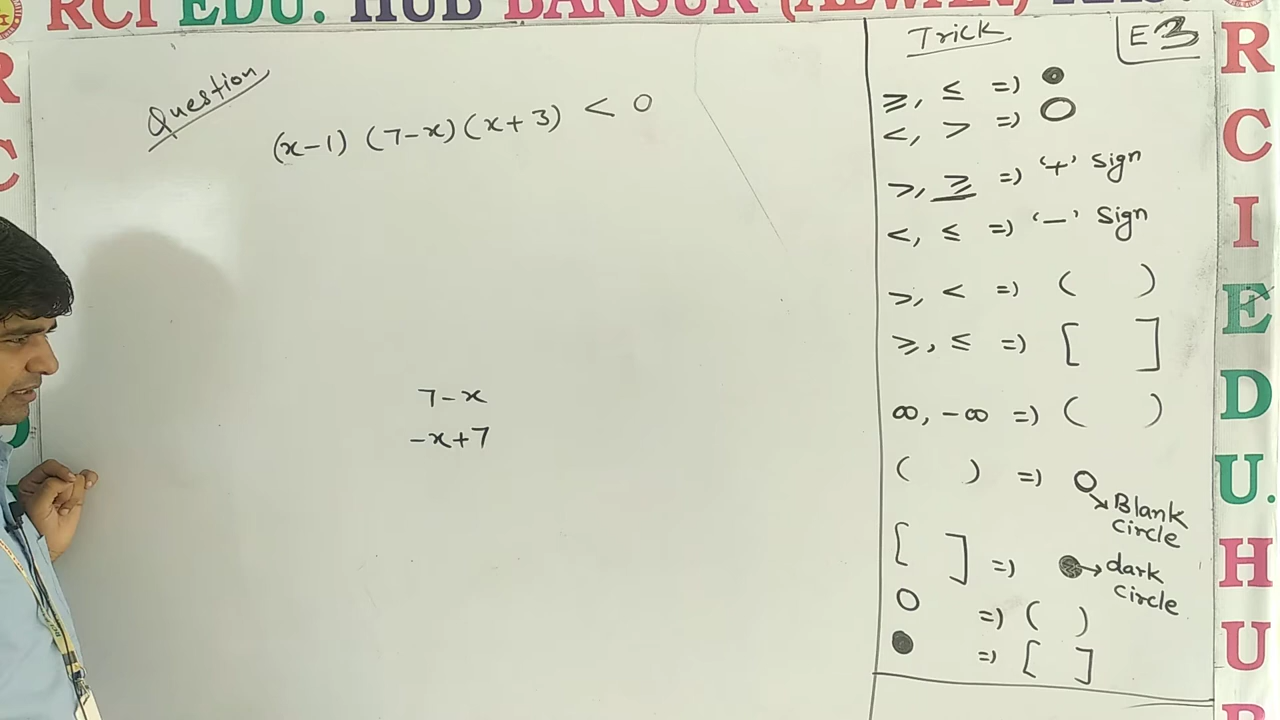 RCI EDU. HUB BANSUR (ALWAR)
Question
(x-1) (7-x)(x+3) < 0
7-x
-x+7
Trick
E3
≥, ≤ => ●
<, > => ○
>, ≥ => '+' sign
<, ≤ => '-' Sign
>, < => ( )
≥, ≤ => [ ]
∞, -∞ => ( )
( ) => ○
Blank
circle
[ ] => ●→ dark
circle
○ => ( )
● => [ ]
R
C
I
E
D
U.
H
U
R
C